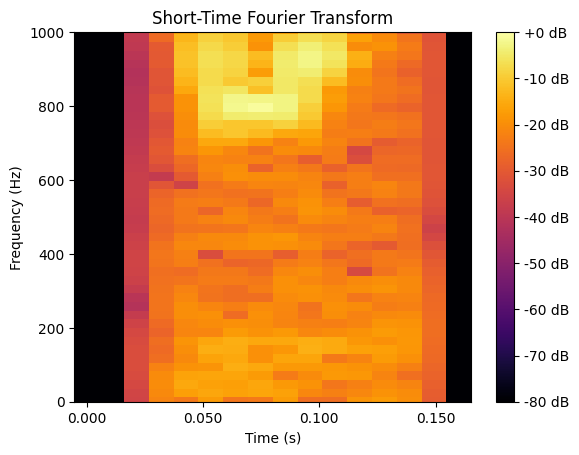 Short-Time Fourier Transform
1000
800
600
400
200
0
Frequency (Hz)
0.000
0.050
0.100
0.150
Time (s)
+0 dB
-10 dB
-20 dB
-30 dB
-40 dB
-50 dB
-60 dB
-70 dB
-80 dB